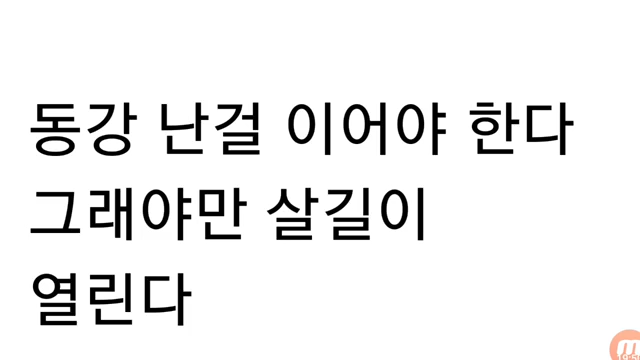 동강 난걸 이어야 한다
그래야만 살길이
열린다